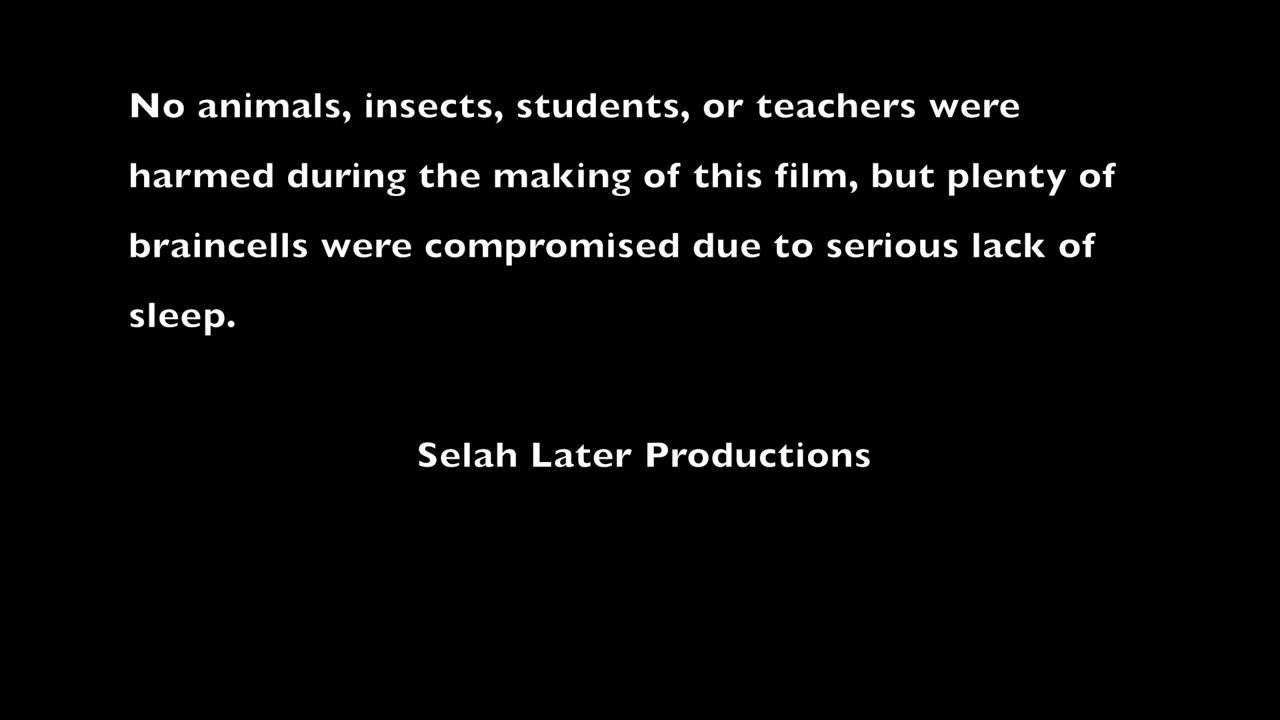 No animals, insects, students, or teachers were
harmed during the making of this film, but plenty of
braincells were compromised due to serious lack of
sleep.
Selah Later Productions